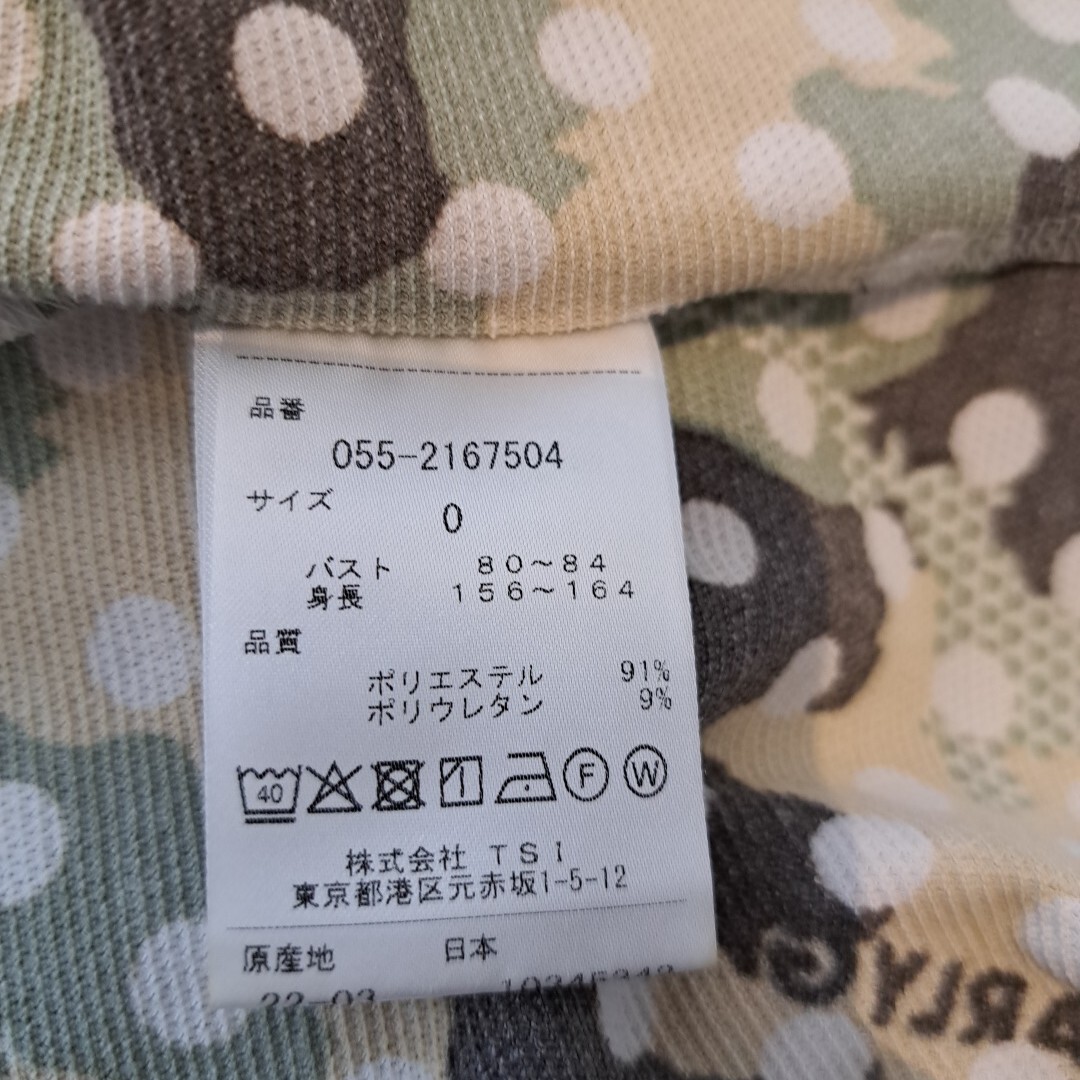 品番
055-2167504
サイズ
0
バスト 80~84
身長 156~164
品質
ポリエステル 91%
ポリウレタン 9%
40 F W
株式会社 TSI
東京都港区元赤坂1-5-12
原産地 日本
22-03